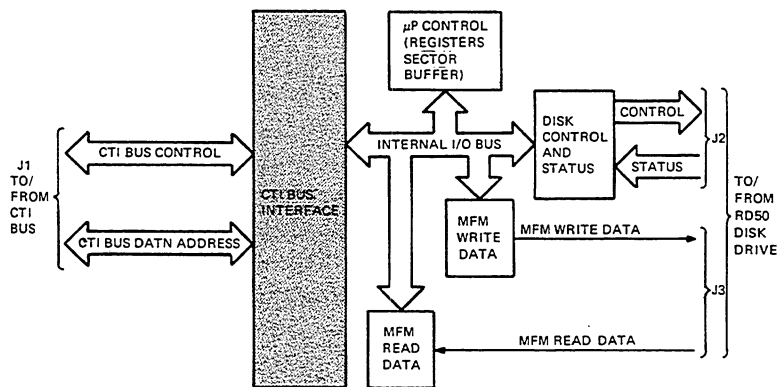 μP CONTROL
(REGISTERS
SECTOR
BUFFER)
DISK
CONTROL
AND
STATUS
CONTROL
STATUS
J2
INTERNAL I/O BUS
J1
TO/
FROM
CTI
BUS
CTI BUS CONTROL
CTI BUS DATN ADDRESS
CTI BUS
INTERFACE
MFM
WRITE
DATA
MFM WRITE DATA
MFM
READ
DATA
MFM READ DATA
J3
TO/
FROM
RD50
DISK
DRIVE